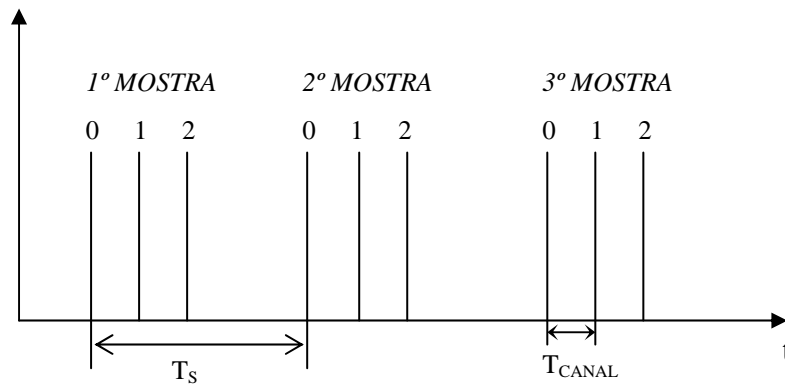 1º MOSTRA 2º MOSTRA 3º MOSTRA
0 1 2 0 1 2 0 1 2
t
T_S T_CANAL